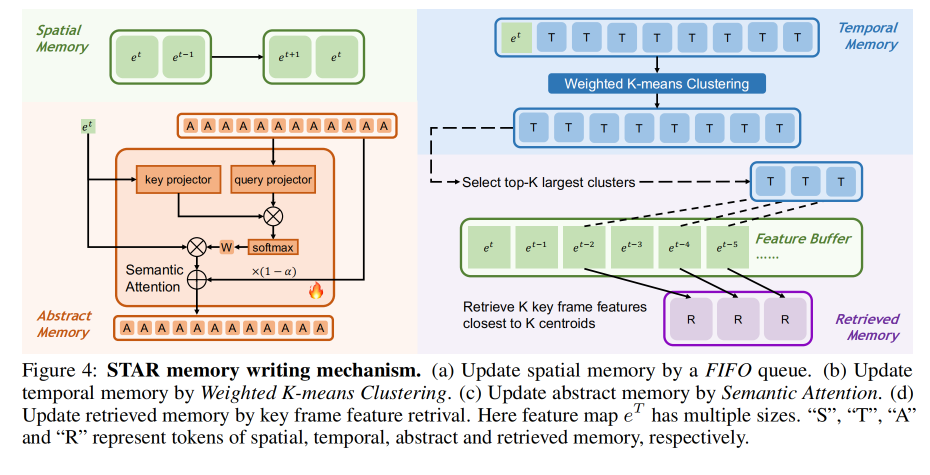 Spatial
Memory
e^t e^{t-1} e^{t+1} e^t
e^t T T T T T T T T
Temporal
Memory
Weighted K-means Clustering
T T T T T T T T
e^t
A A A A A A A A A A A A
key projector query projector
softmax
W
×(1 − α)
Semantic
Attention
A A A A A A A A A A A A
Abstract
Memory
Select top-K largest clusters
T T T
e^t e^{t-1} e^{t-2} e^{t-3} e^{t-4} e^{t-5}
Feature Buffer
......
Retrieve K key frame features
closest to K centroids
R R R
Retrieved
Memory
Figure 4: STAR memory writing mechanism. (a) Update spatial memory by a FIFO queue. (b) Update
temporal memory by Weighted K-means Clustering. (c) Update abstract memory by Semantic Attention. (d)
Update retrieved memory by key frame feature retrival. Here feature map e^T has multiple sizes. “S”, “T”, “A”
and “R” represent tokens of spatial, temporal, abstract and retrieved memory, respectively.